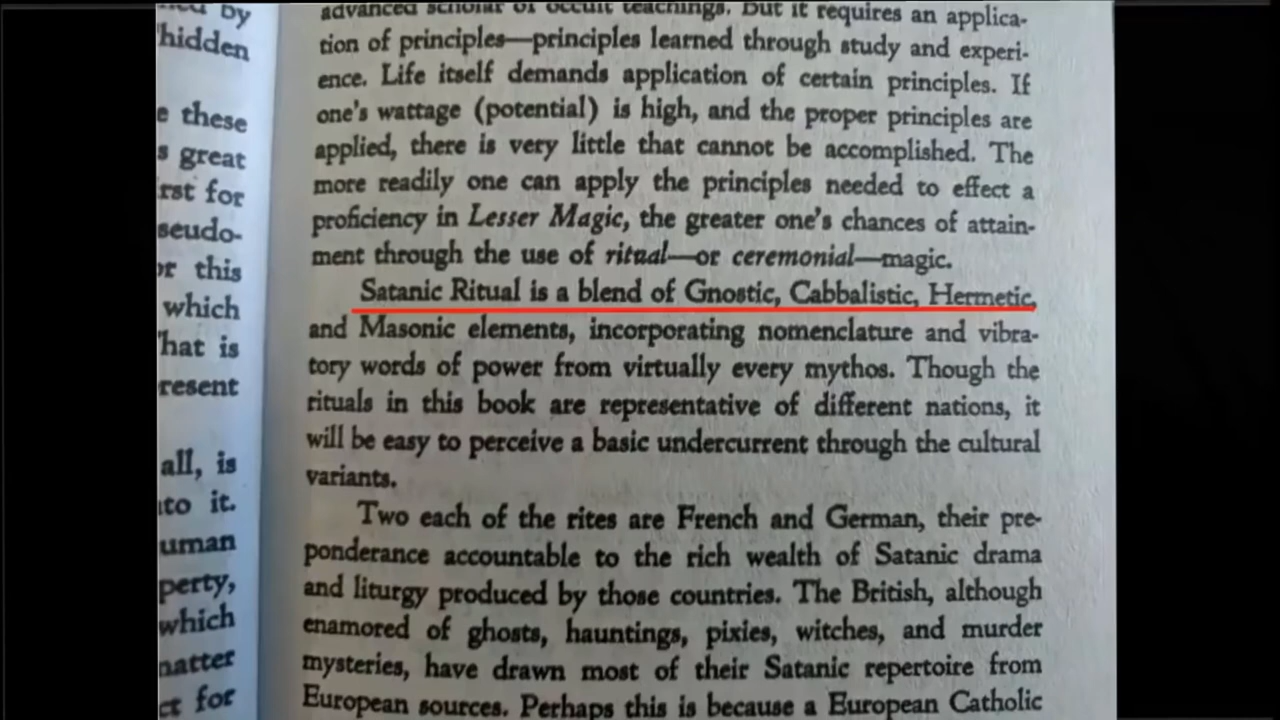 by
hidden
e these
s great
rst for
seudo-
or this
which
hat is
resent
all, is
to it.
uman
perty,
which
natter
ct for
advanced scholar of occult teachings. But it requires an applica-
tion of principles—principles learned through study and experi-
ence. Life itself demands application of certain principles. If
one's wattage (potential) is high, and the proper principles are
applied, there is very little that cannot be accomplished. The
more readily one can apply the principles needed to effect a
proficiency in Lesser Magic, the greater one's chances of attain-
ment through the use of ritual—or ceremonial—magic.
Satanic Ritual is a blend of Gnostic, Cabbalistic, Hermetic,
and Masonic elements, incorporating nomenclature and vibra-
tory words of power from virtually every mythos. Though the
rituals in this book are representative of different nations, it
will be easy to perceive a basic undercurrent through the cultural
variants.
Two each of the rites are French and German, their pre-
ponderance accountable to the rich wealth of Satanic drama
and liturgy produced by those countries. The British, although
enamored of ghosts, hauntings, pixies, witches, and murder
mysteries, have drawn most of their Satanic repertoire from
European sources. Perhaps this is because a European Catholic